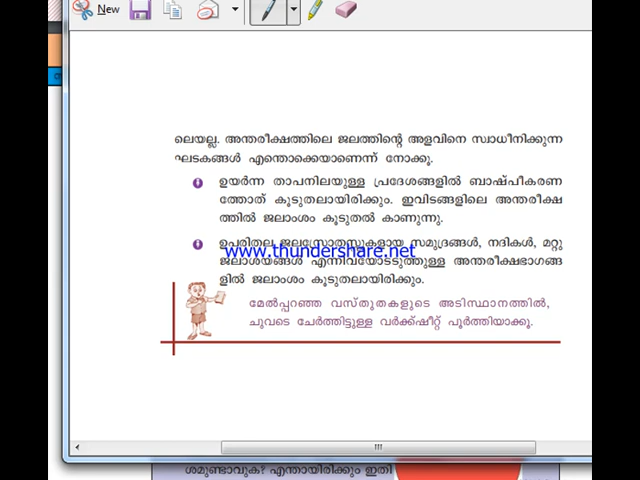 New
ലെയല്ല. അന്തരീക്ഷത്തിലെ ജലത്തിന്റെ അളവിനെ സ്വാധീനിക്കുന്ന
ഘടകങ്ങൾ എന്തൊക്കെയാണെന്ന് നോക്കൂ.
ഉയർന്ന താപനിലയുള്ള പ്രദേശങ്ങളിൽ ബാഷ്പീകരണ
ത്തോത് കൂടുതലായിരിക്കും. ഇവിടങ്ങളിലെ അന്തരീക്ഷ
ത്തിൽ ജലാംശം കൂടുതൽ കാണുന്നു.
ഉപരിതല ജലസ്രോതസ്സുകളായ സമുദ്രങ്ങൾ, നദികൾ, മറ്റു
www.thundershare.net
ജലാശയങ്ങൾ എന്നിവയോടടുത്തുള്ള അന്തരീക്ഷഭാഗങ്ങ
ളിൽ ജലാംശം കൂടുതലായിരിക്കും.
മേൽപ്പറഞ്ഞ വസ്തുതകളുടെ അടിസ്ഥാനത്തിൽ,
ചുവടെ ചേർത്തിട്ടുള്ള വർക്ക്ഷീറ്റ് പൂർത്തിയാക്കൂ.
ശമുണ്ടാവുക? എന്തായിരിക്കും ഇതി